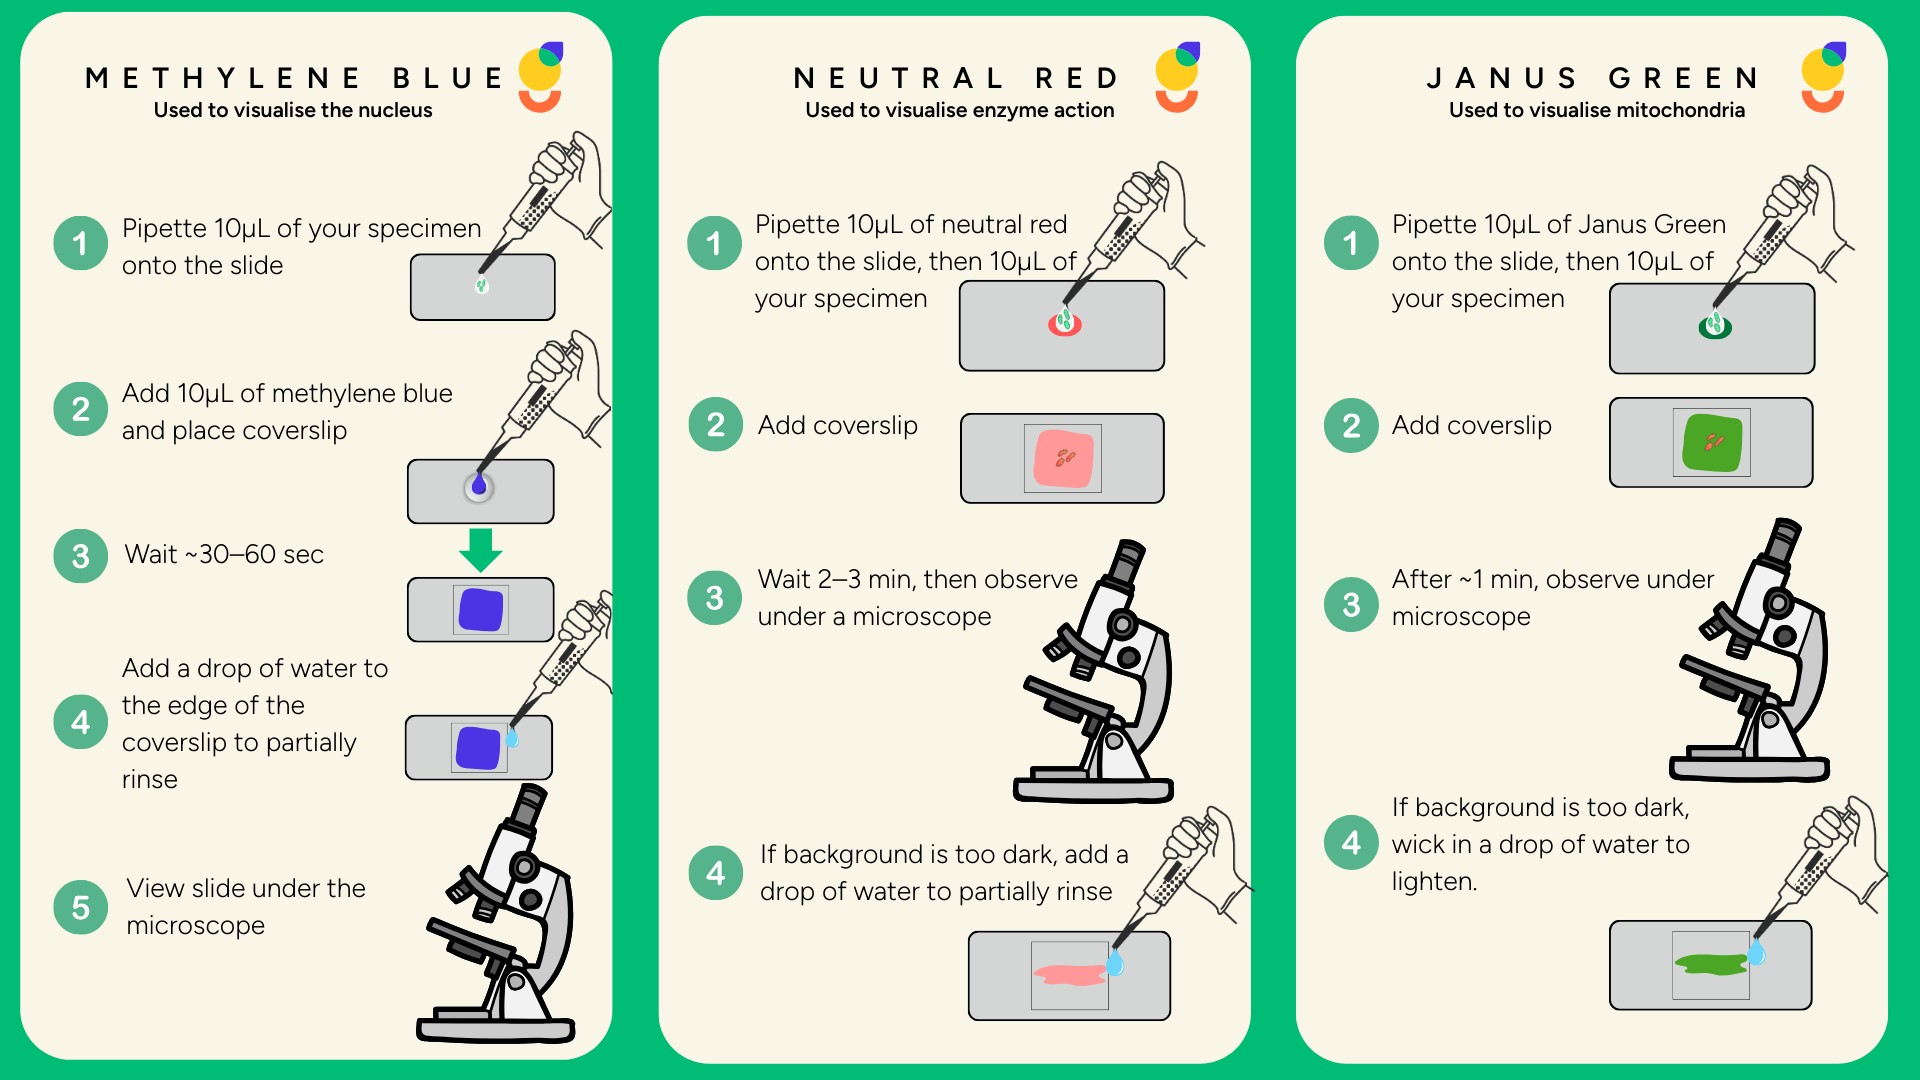 METHYLENE BLUE
Used to visualise the nucleus
1
Pipette 10µL of your specimen
onto the slide
2
Add 10µL of methylene blue
and place coverslip
3
Wait ~30–60 sec
4
Add a drop of water to
the edge of the
coverslip to partially
rinse
5
View slide under the
microscope
NEUTRAL RED
Used to visualise enzyme action
1
Pipette 10µL of neutral red
onto the slide, then 10µL of
your specimen
2
Add coverslip
3
Wait 2–3 min, then observe
under a microscope
4
If background is too dark, add a
drop of water to partially rinse
JANUS GREEN
Used to visualise mitochondria
1
Pipette 10µL of Janus Green
onto the slide, then 10µL of
your specimen
2
Add coverslip
3
After ~1 min, observe under
microscope
4
If background is too dark,
wick in a drop of water to
lighten.